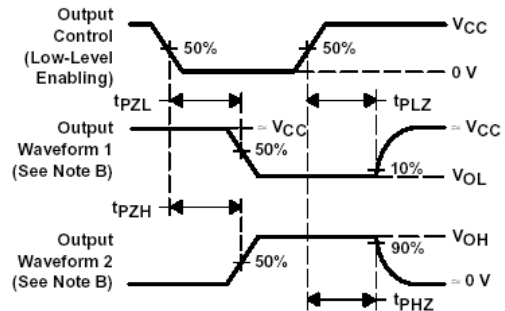 Output
Control
(Low-Level
Enabling)
50%
50%
VCC
0 V
tPZL
tPLZ
Output
Waveform 1
(See Note B)
≈ VCC
50%
10%
≈ VCC
VOL
tPZH
Output
Waveform 2
(See Note B)
50%
90%
VOH
≈ 0 V
tPHZ